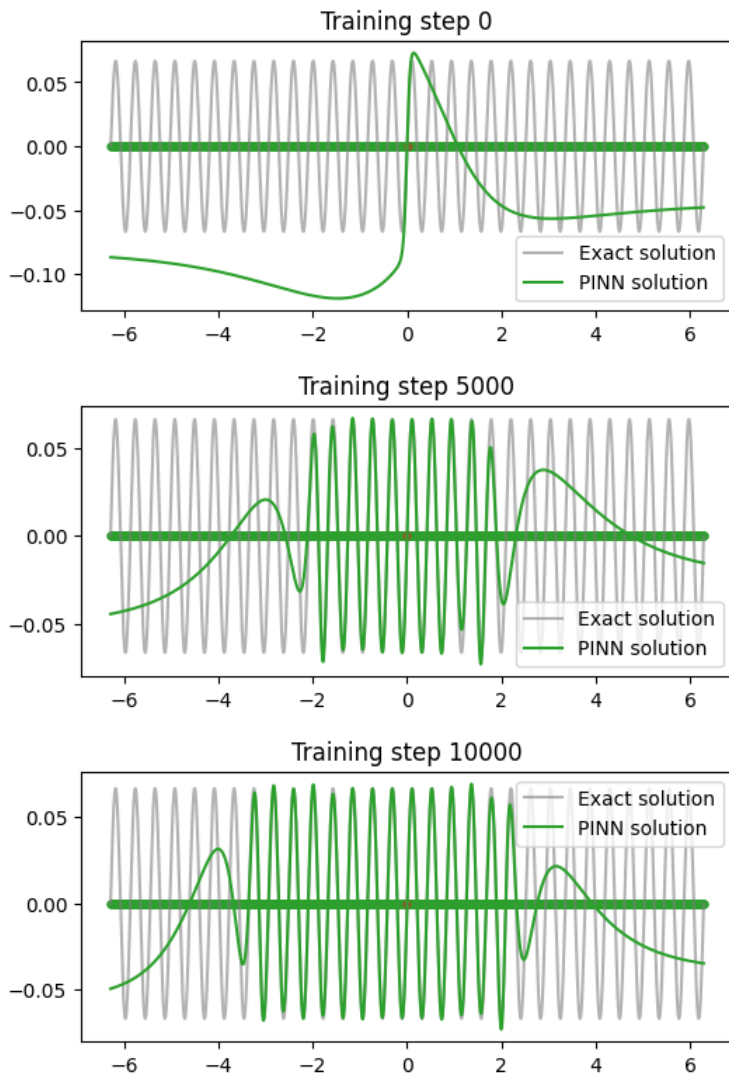 Training step 0
0.05
0.00
−0.05
−0.10
Exact solution
PINN solution
−6 −4 −2 0 2 4 6
Training step 5000
0.05
0.00
−0.05
Exact solution
PINN solution
−6 −4 −2 0 2 4 6
Training step 10000
Exact solution
PINN solution
0.05
0.00
−0.05
−6 −4 −2 0 2 4 6